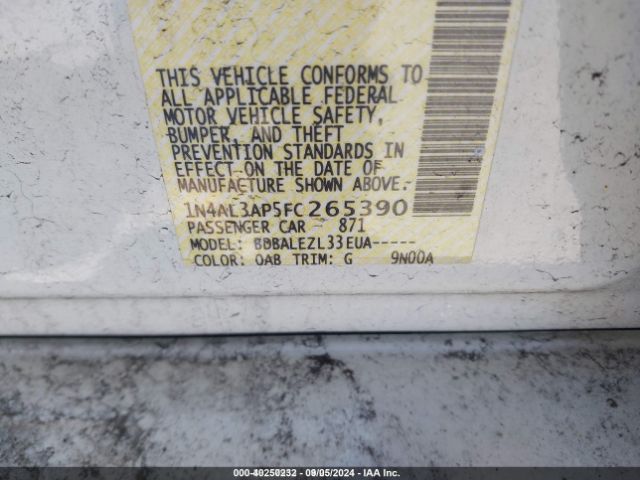 THIS VEHICLE CONFORMS TO
ALL APPLICABLE FEDERAL
MOTOR VEHICLE SAFETY,
BUMPER, AND THEFT
PREVENTION STANDARDS IN
EFFECT ON THE DATE OF
MANUFACTURE SHOWN ABOVE.
1N4AL3AP5FC265390
PASSENGER CAR - 871
MODEL: BDBALEZL33EUA-----
COLOR: QAB TRIM: G 9N00A
000-40250232 - 09/05/2024 - IAA Inc.